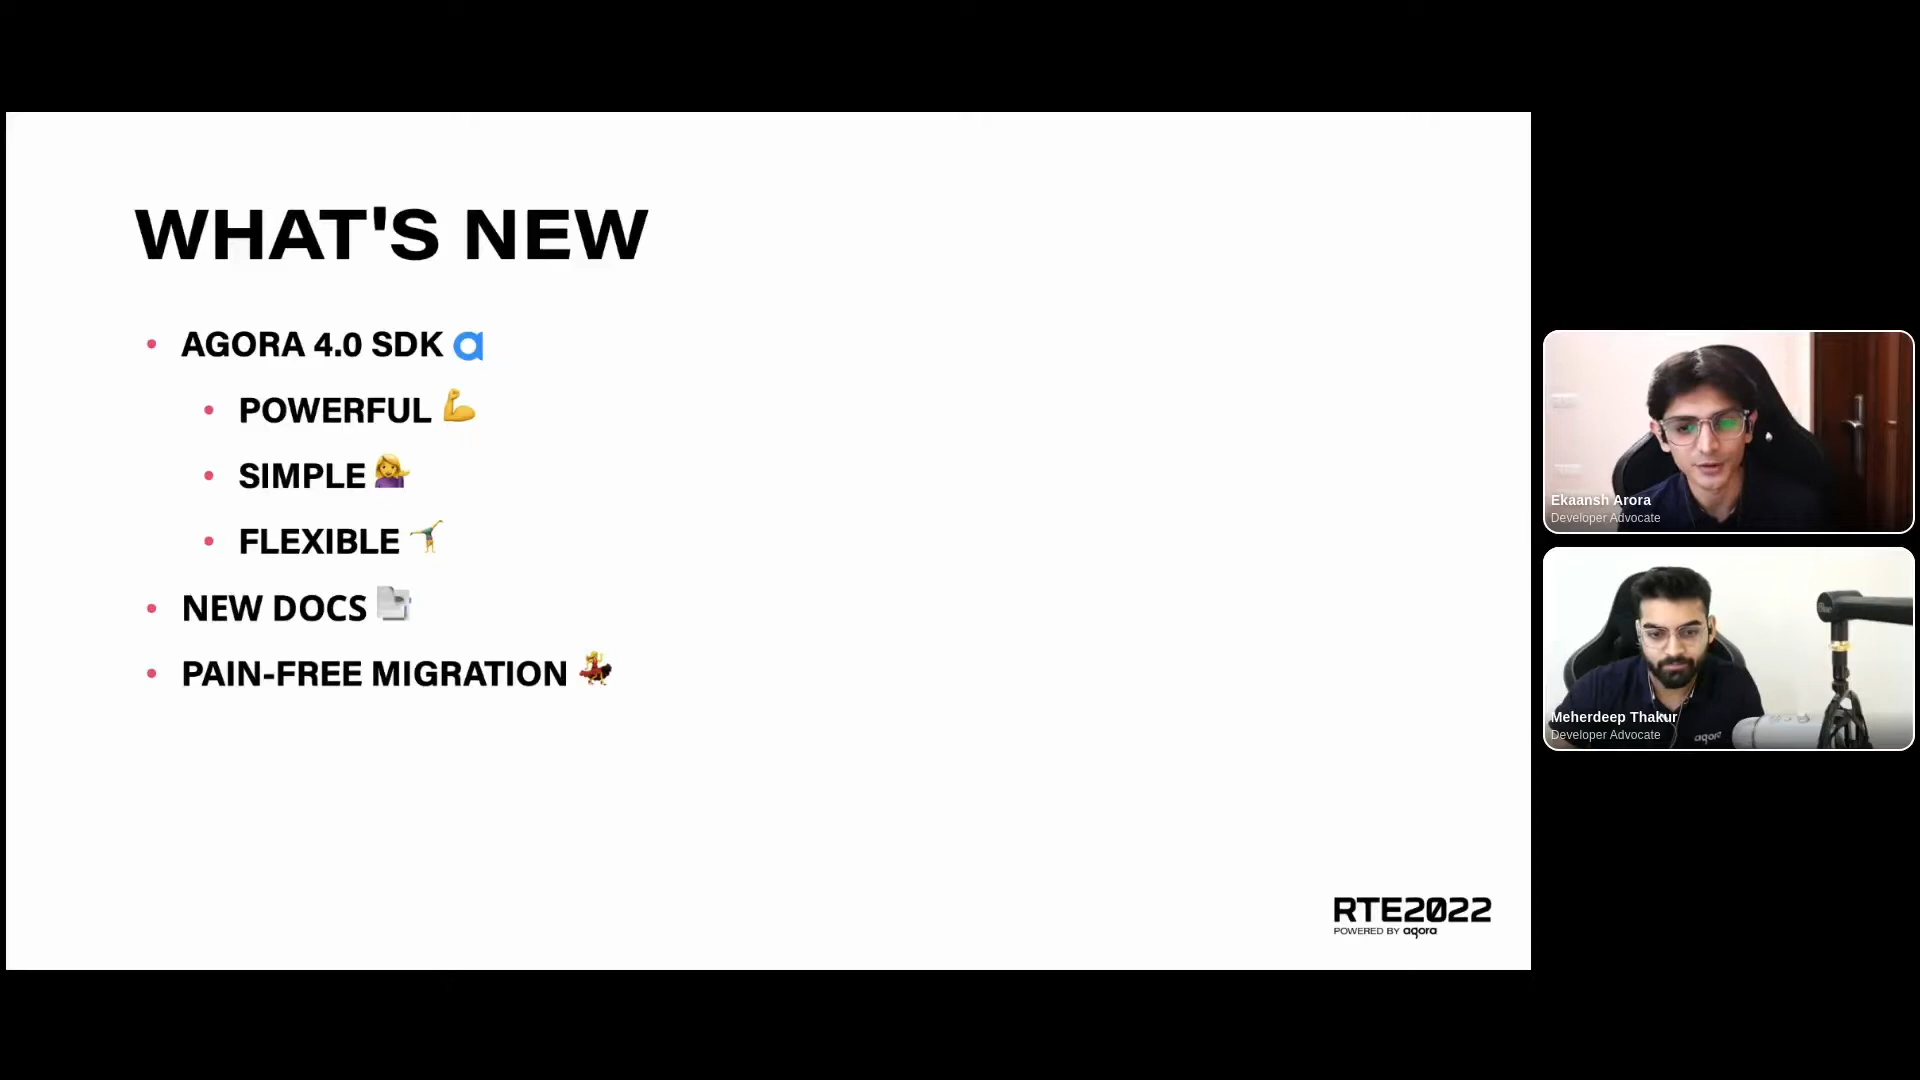 WHAT'S NEW
AGORA 4.0 SDK
POWERFUL
SIMPLE
FLEXIBLE
NEW DOCS
PAIN-FREE MIGRATION
RTE2022
POWERED BY agora
Ekaansh Arora
Developer Advocate
Meherdeep Thakur
Developer Advocate
agora